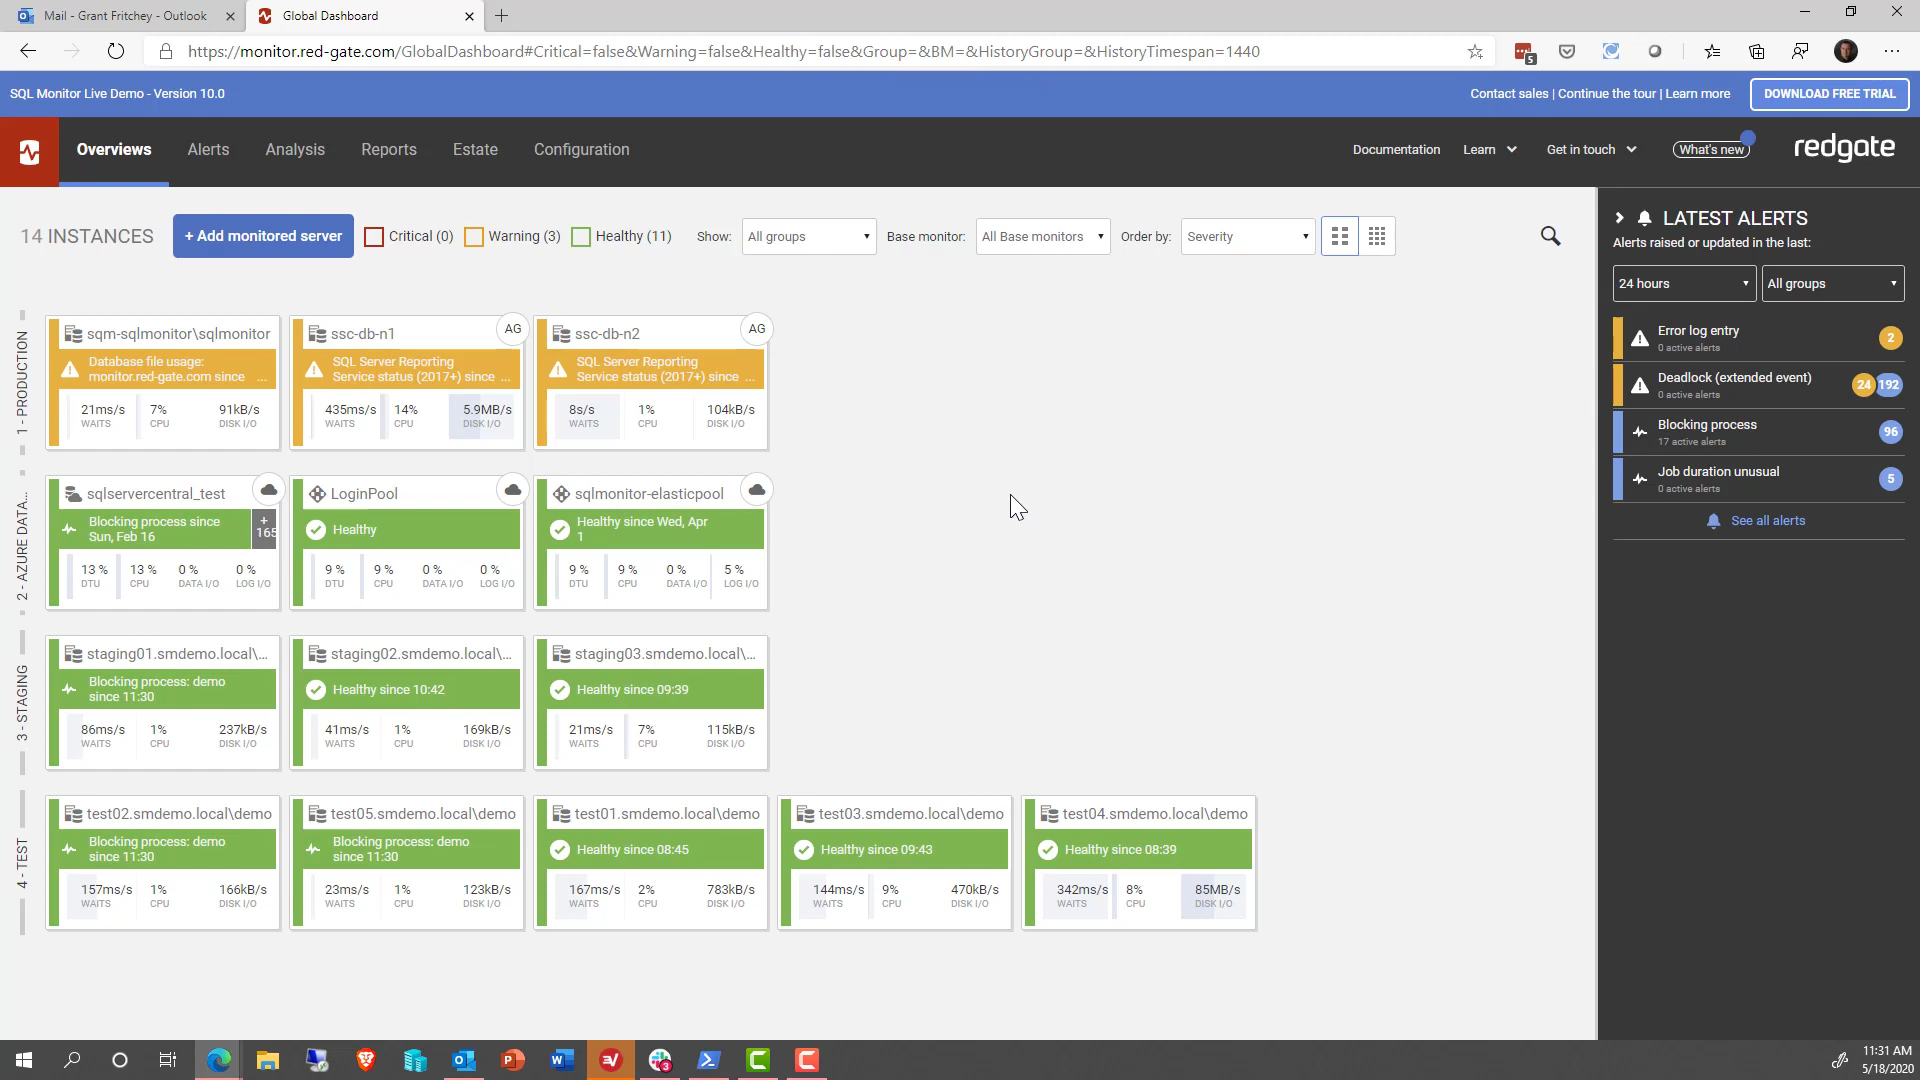 Mail - Grant Fritchey - Outlook
Global Dashboard
https://monitor.red-gate.com/GlobalDashboard#Critical=false&Warning=false&Healthy=false&Group=&BM=&HistoryGroup=&HistoryTimespan=1440
5
SQL Monitor Live Demo - Version 10.0
Contact sales | Continue the tour | Learn more
DOWNLOAD FREE TRIAL
Overviews
Alerts
Analysis
Reports
Estate
Configuration
Documentation
Learn
Get in touch
What's new
redgate
14 INSTANCES
+ Add monitored server
Critical (0)
Warning (3)
Healthy (11)
Show:
All groups
Base monitor:
All Base monitors
Order by:
Severity
1 - PRODUCTION
sqm-sqlmonitor\sqlmonitor
Database file usage:
monitor.red-gate.com since ...
21ms/s 7% 91kB/s
WAITS CPU DISK I/O
ssc-db-n1
AG
SQL Server Reporting
Service status (2017+) since ...
435ms/s 14% 5.9MB/s
WAITS CPU DISK I/O
ssc-db-n2
AG
SQL Server Reporting
Service status (2017+) since ...
8s/s 1% 104kB/s
WAITS CPU DISK I/O
2 - AZURE DATA...
sqlservercentral_test
Blocking process since
Sun, Feb 16
+
165
13 % 13 % 0 % 0 %
DTU CPU DATA I/O LOG I/O
LoginPool
Healthy
9 % 9 % 0 % 0 %
DTU CPU DATA I/O LOG I/O
sqlmonitor-elasticpool
Healthy since Wed, Apr
1
9 % 9 % 0 % 5 %
DTU CPU DATA I/O LOG I/O
3 - STAGING
staging01.smdemo.local\...
Blocking process: demo
since 11:30
86ms/s 1% 237kB/s
WAITS CPU DISK I/O
staging02.smdemo.local\...
Healthy since 10:42
41ms/s 1% 169kB/s
WAITS CPU DISK I/O
staging03.smdemo.local\...
Healthy since 09:39
21ms/s 7% 115kB/s
WAITS CPU DISK I/O
4 - TEST
test02.smdemo.local\demo
Blocking process: demo
since 11:30
157ms/s 1% 166kB/s
WAITS CPU DISK I/O
test05.smdemo.local\demo
Blocking process: demo
since 11:30
23ms/s 1% 123kB/s
WAITS CPU DISK I/O
test01.smdemo.local\demo
Healthy since 08:45
167ms/s 2% 783kB/s
WAITS CPU DISK I/O
test03.smdemo.local\demo
Healthy since 09:43
144ms/s 9% 470kB/s
WAITS CPU DISK I/O
test04.smdemo.local\demo
Healthy since 08:39
342ms/s 8% 85MB/s
WAITS CPU DISK I/O
LATEST ALERTS
Alerts raised or updated in the last:
24 hours
All groups
Error log entry
0 active alerts
2
Deadlock (extended event)
0 active alerts
24 192
Blocking process
17 active alerts
96
Job duration unusual
0 active alerts
5
See all alerts
3
11:31 AM
5/18/2020